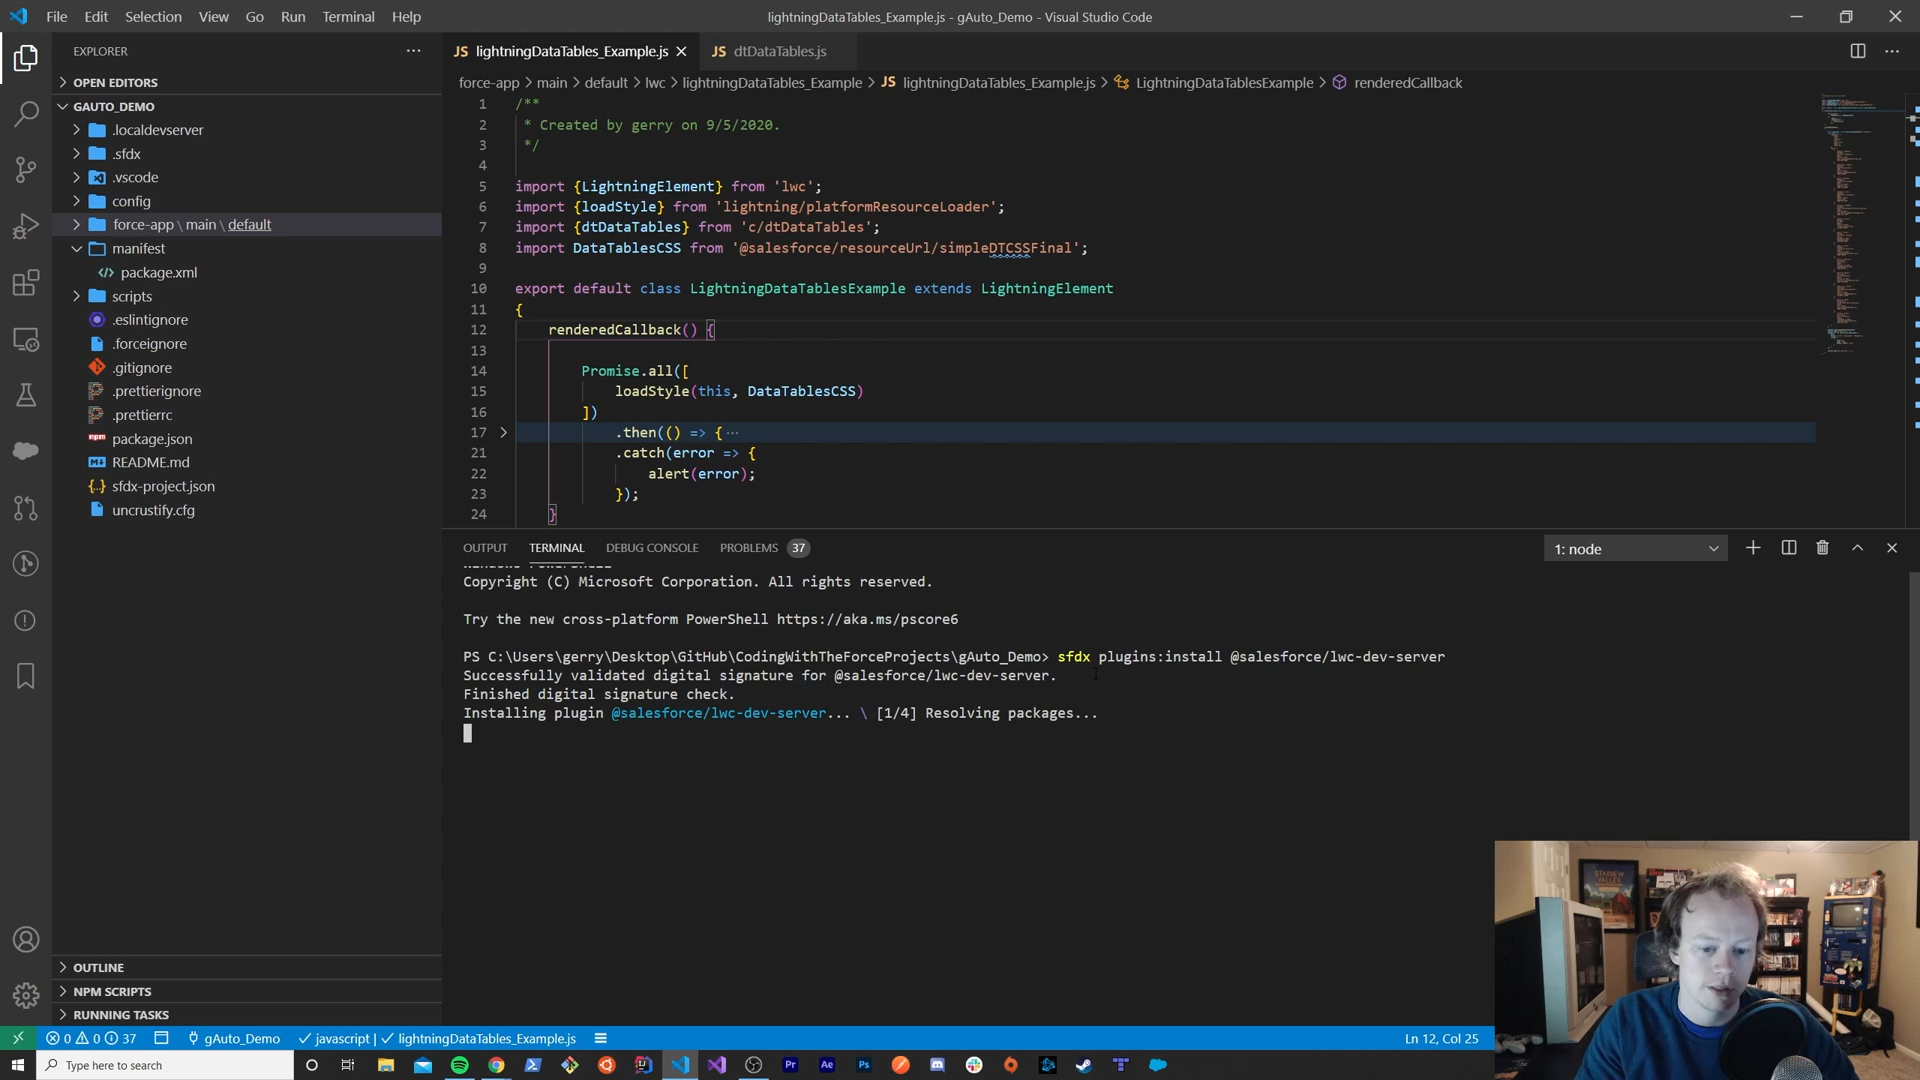 File Edit Selection View Go Run Terminal Help
lightningDataTables_Example.js - gAuto_Demo - Visual Studio Code
EXPLORER
OPEN EDITORS
GAUTO_DEMO
.localdevserver
.sfdx
.vscode
config
force-app \ main \ default
manifest
package.xml
scripts
.eslintignore
.forceignore
.gitignore
.prettierignore
.prettierrc
package.json
README.md
sfdx-project.json
uncrustify.cfg
OUTLINE
NPM SCRIPTS
RUNNING TASKS
JS lightningDataTables_Example.js
JS dtDataTables.js
force-app > main > default > lwc > lightningDataTables_Example > JS lightningDataTables_Example.js > LightningDataTablesExample > renderedCallback
1 /**
2 * Created by gerry on 9/5/2020.
3 */
4
5 import {LightningElement} from 'lwc';
6 import {loadStyle} from 'lightning/platformResourceLoader';
7 import {dtDataTables} from 'c/dtDataTables';
8 import DataTablesCSS from '@salesforce/resourceUrl/simpleDTCSSFinal';
9
10 export default class LightningDataTablesExample extends LightningElement
11 {
12 renderedCallback() {
13
14 Promise.all([
15 loadStyle(this, DataTablesCSS)
16 ])
17 .then(() => { ···
21 .catch(error => {
22 alert(error);
23 });
24 }
OUTPUT TERMINAL DEBUG CONSOLE PROBLEMS 37
1: node
Copyright (C) Microsoft Corporation. All rights reserved.
Try the new cross-platform PowerShell https://aka.ms/pscore6
PS C:\Users\gerry\Desktop\GitHub\CodingWithTheForceProjects\gAuto_Demo> sfdx plugins:install @salesforce/lwc-dev-server
Successfully validated digital signature for @salesforce/lwc-dev-server.
Finished digital signature check.
Installing plugin @salesforce/lwc-dev-server... \ [1/4] Resolving packages...
STARDEW VALLEY
0 0 37 gAuto_Demo javascript | lightningDataTables_Example.js
Ln 12, Col 25
Type here to search
Pr Ae Ps